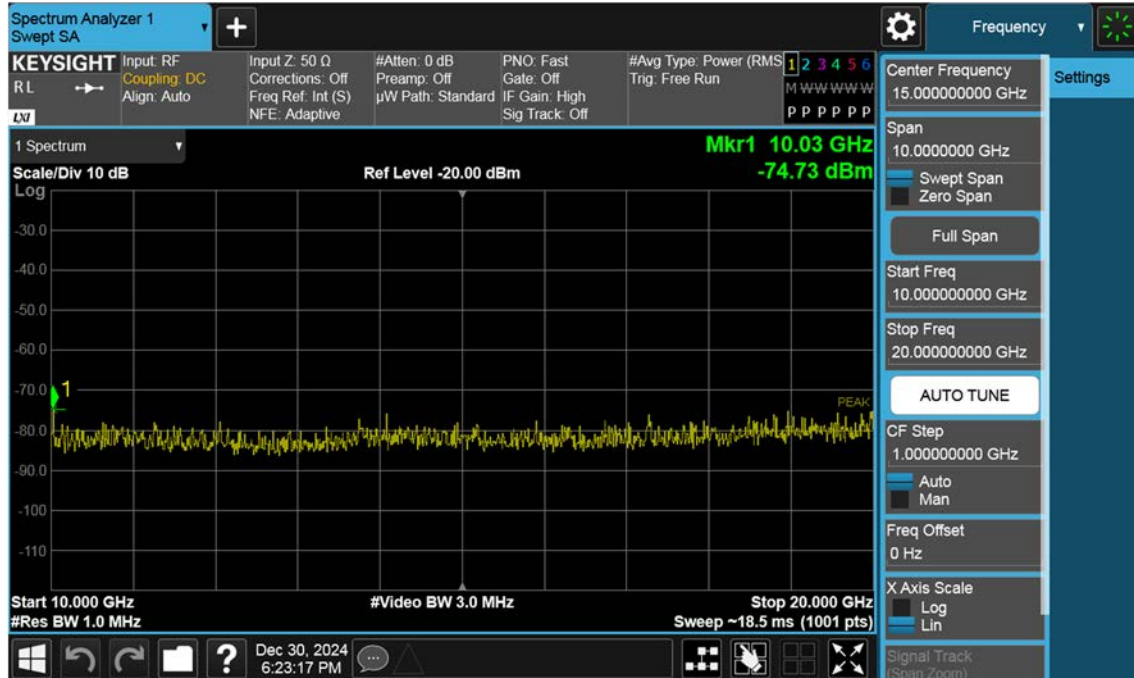 Spectrum Analyzer 1
Swept SA
+
Frequency
KEYSIGHT
RL
LXI
Input: RF
Coupling: DC
Align: Auto
Input Z: 50 Ω
Corrections: Off
Freq Ref: Int (S)
NFE: Adaptive
#Atten: 0 dB
Preamp: Off
µW Path: Standard
PNO: Fast
Gate: Off
IF Gain: High
Sig Track: Off
#Avg Type: Power (RMS
Trig: Free Run
1 2 3 4 5 6
M W W W W W
P P P P P P
1 Spectrum
Scale/Div 10 dB
Ref Level -20.00 dBm
Mkr1 10.03 GHz
-74.73 dBm
Log
-30.0
-40.0
-50.0
-60.0
-70.0
1
PEAK
-80.0
-90.0
-100
-110
Start 10.000 GHz
#Video BW 3.0 MHz
Stop 20.000 GHz
#Res BW 1.0 MHz
Sweep ~18.5 ms (1001 pts)
?
Dec 30, 2024
6:23:17 PM
Center Frequency
15.000000000 GHz
Span
10.0000000 GHz
Swept Span
Zero Span
Full Span
Start Freq
10.000000000 GHz
Stop Freq
20.000000000 GHz
AUTO TUNE
CF Step
1.000000000 GHz
Auto
Man
Freq Offset
0 Hz
X Axis Scale
Log
Lin
Signal Track
(Span Zoom)
Settings